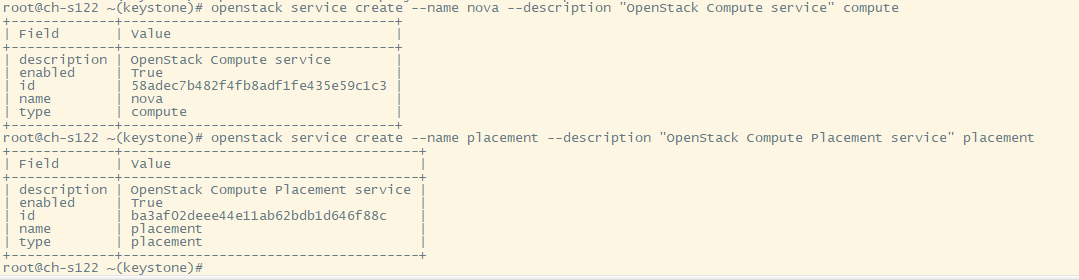 root@ch-s122 ~(keystone)# openstack service create --name nova --description "OpenStack Compute service" compute
+-------------+----------------------------------+
| Field       | Value                            |
+-------------+----------------------------------+
| description | OpenStack Compute service        |
| enabled     | True                             |
| id          | 58adec7b482f4fb8adf1fe435e59c1c3 |
| name        | nova                             |
| type        | compute                          |
+-------------+----------------------------------+
root@ch-s122 ~(keystone)# openstack service create --name placement --description "OpenStack Compute Placement service" placement
+-------------+-------------------------------------+
| Field       | Value                               |
+-------------+-------------------------------------+
| description | OpenStack Compute Placement service |
| enabled     | True                                |
| id          | ba3af02deee44e11ab62bdb1d646f88c    |
| name        | placement                           |
| type        | placement                           |
+-------------+-------------------------------------+
root@ch-s122 ~(keystone)#